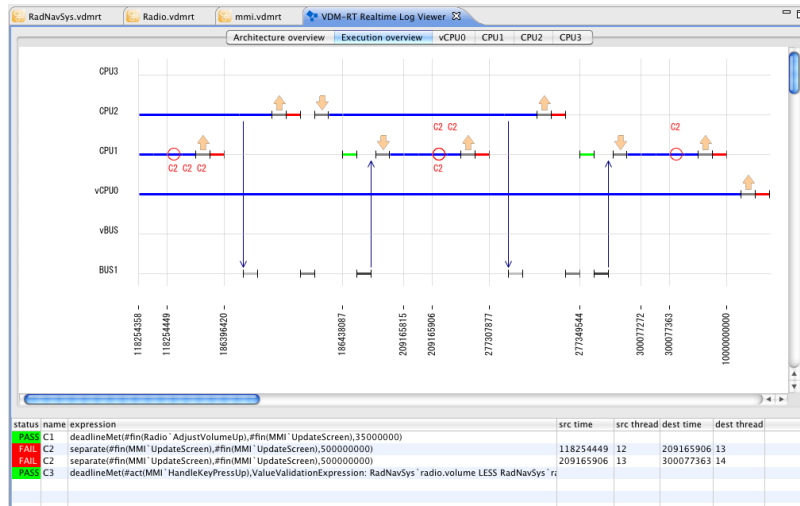 RadNavSys.vdmrt Radio.vdmrt mmi.vdmrt VDM-RT Realtime Log Viewer
Architecture overview Execution overview vCPU0 CPU1 CPU2 CPU3
CPU3
CPU2
C2 C2 C2
CPU1
C2 C2 C2 C2
vCPU0
vBUS
BUS1
118254358 118254449 186396420 186438087 209165815 209165906 277307877 277349544 300077272 300077363 10000000000
status name expression src time src thread dest time dest thread
PASS C1 deadlineMet(#fin(Radio`AdjustVolumeUp),#fin(MMI`UpdateScreen),35000000)
FAIL C2 separate(#fin(MMI`UpdateScreen),#fin(MMI`UpdateScreen),500000000) 118254449 12 209165906 13
FAIL C2 separate(#fin(MMI`UpdateScreen),#fin(MMI`UpdateScreen),500000000) 209165906 13 300077363 14
PASS C3 deadlineMet(#act(MMI`HandleKeyPressUp),ValueValidationExpression: RadNavSys`radio.volume LESS RadNavSys`r